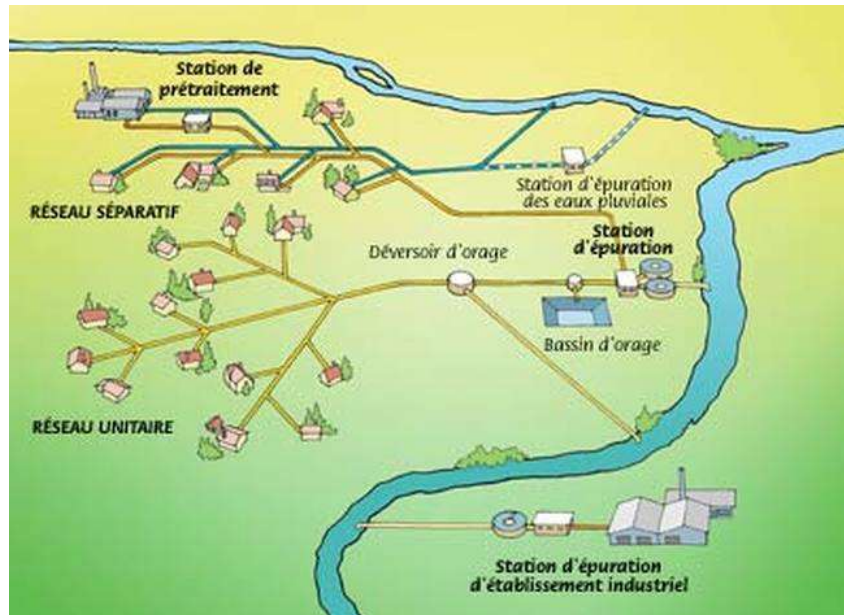 Station de
prétraitement
RÉSEAU SÉPARATIF
Station d'épuration
des eaux pluviales
Station
d'épuration
Déversoir d'orage
Bassin d'orage
RÉSEAU UNITAIRE
Station d'épuration
d'établissement industriel